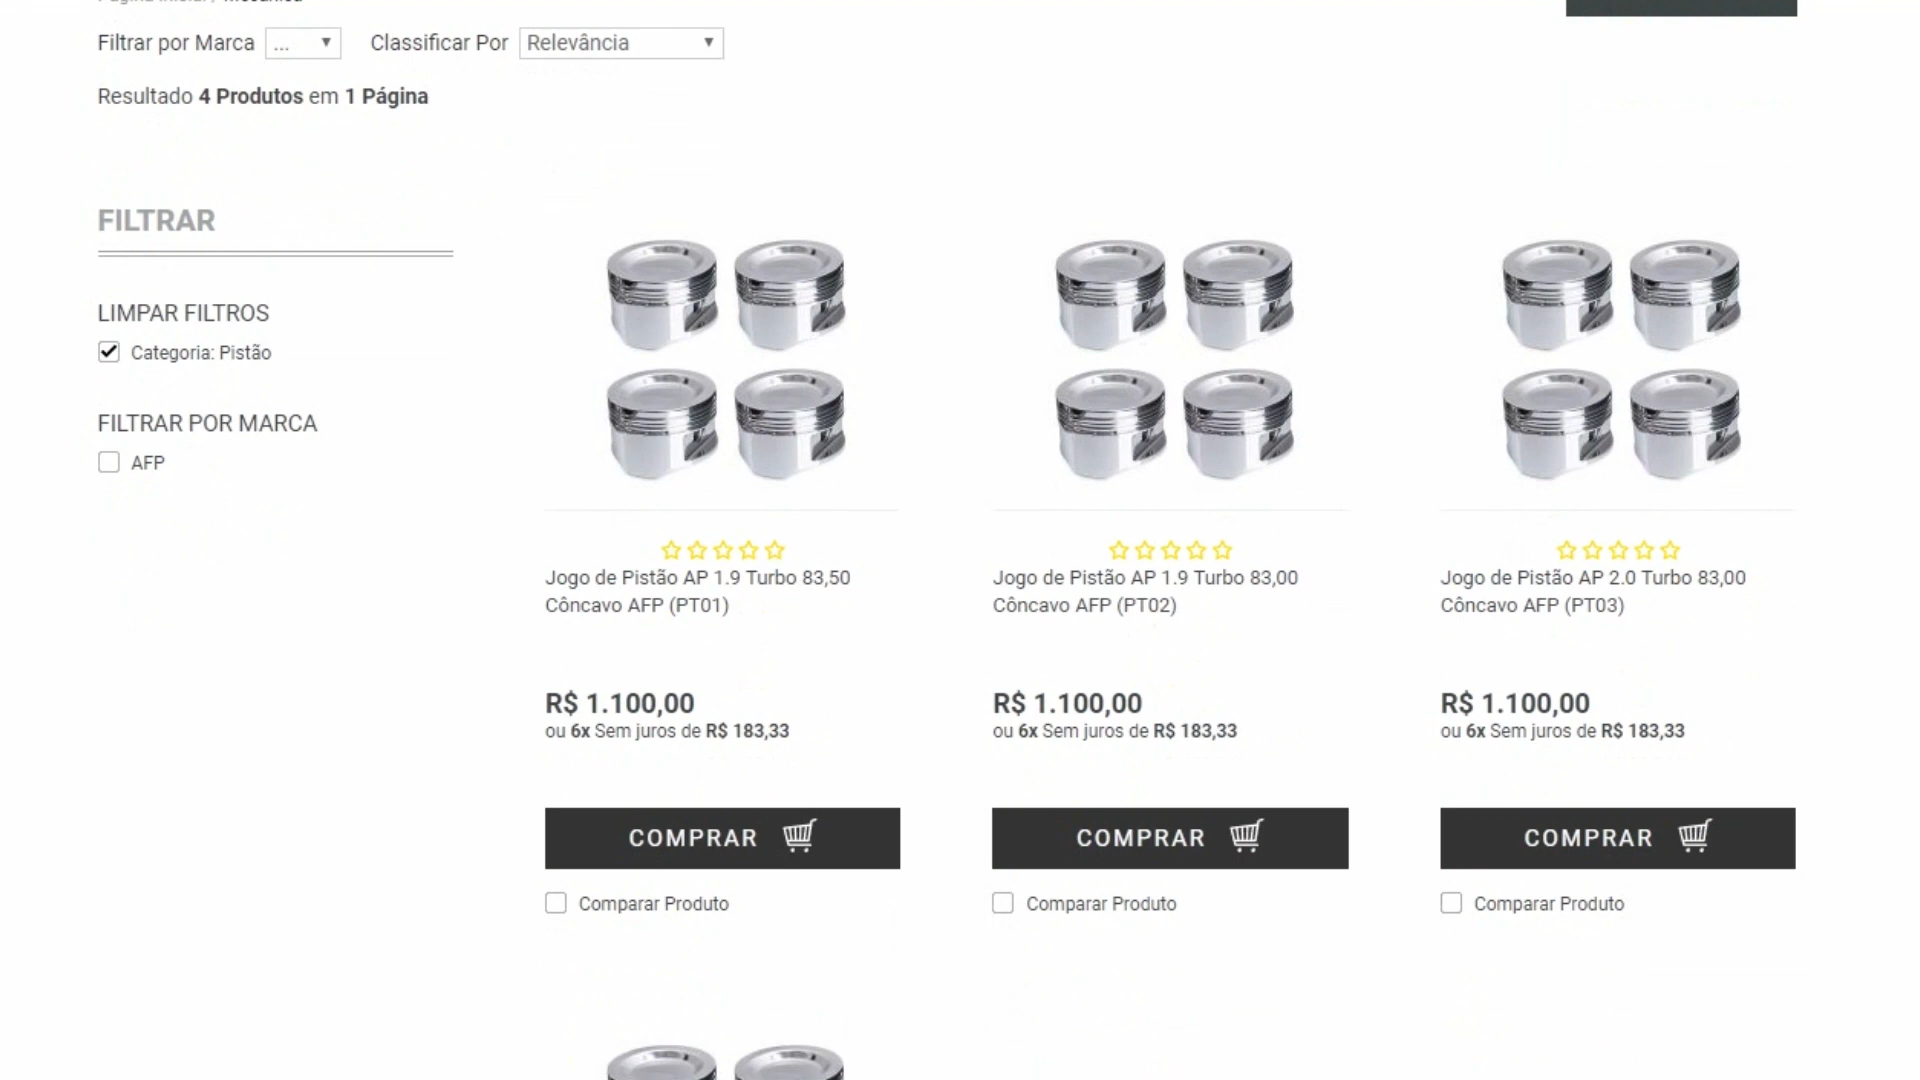 Filtrar por Marca ... Classificar Por Relevância
Resultado 4 Produtos em 1 Página
FILTRAR
LIMPAR FILTROS
Categoria: Pistão
FILTRAR POR MARCA
AFP
Jogo de Pistão AP 1.9 Turbo 83,50
Côncavo AFP (PT01)
R$ 1.100,00
ou 6x Sem juros de R$ 183,33
COMPRAR
Comparar Produto
Jogo de Pistão AP 1.9 Turbo 83,00
Côncavo AFP (PT02)
R$ 1.100,00
ou 6x Sem juros de R$ 183,33
COMPRAR
Comparar Produto
Jogo de Pistão AP 2.0 Turbo 83,00
Côncavo AFP (PT03)
R$ 1.100,00
ou 6x Sem juros de R$ 183,33
COMPRAR
Comparar Produto